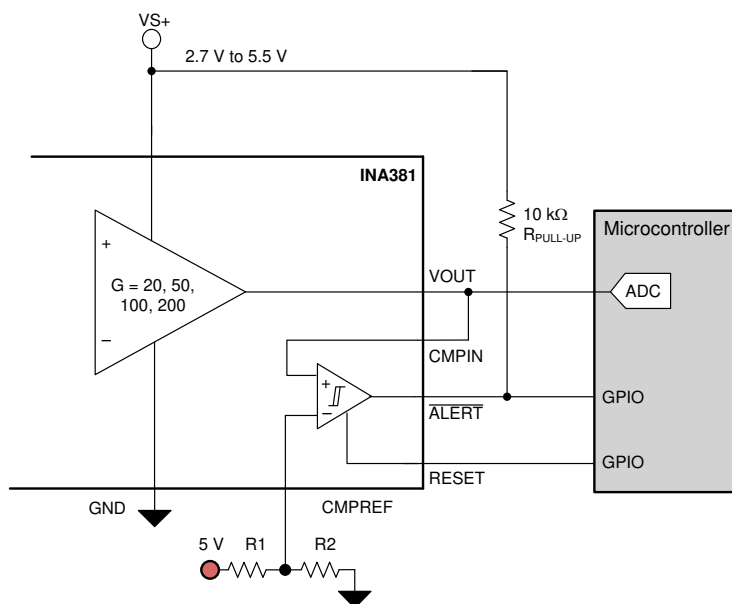 VS+
2.7 V to 5.5 V
INA381
10 kΩ
RPULL-UP
Microcontroller
+
G = 20, 50,
100, 200
−
VOUT
ADC
CMPIN
+
−
ALERT
GPIO
RESET
GPIO
GND
CMPREF
5 V
R1
R2